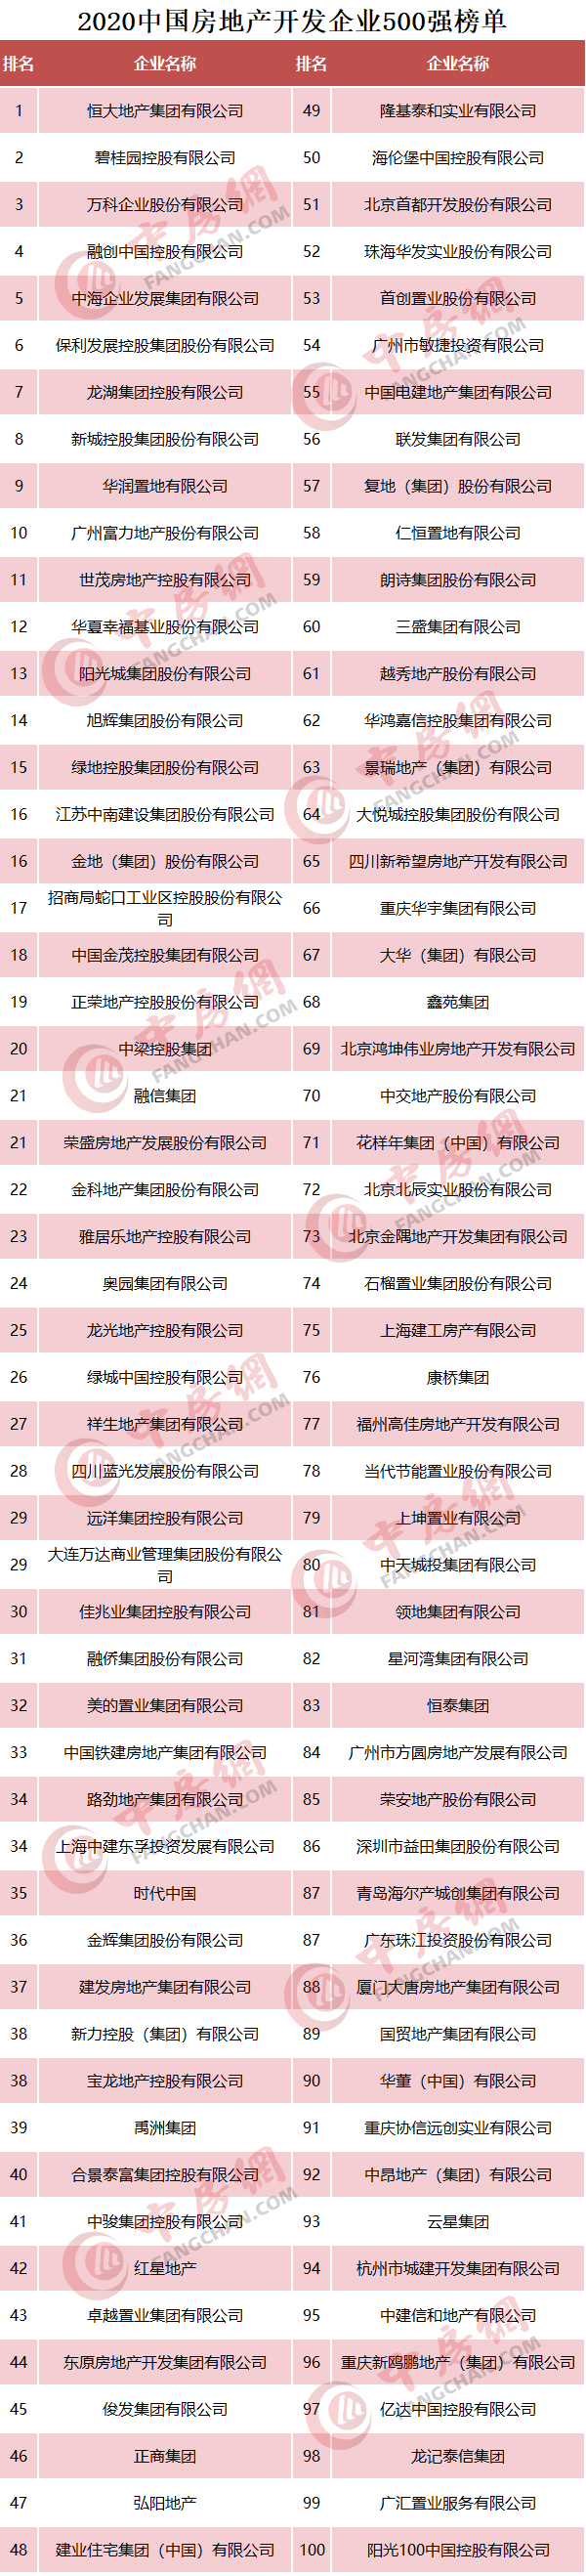 2020中国房地产开发企业500强榜单
排名 企业名称 排名 企业名称
1 恒大地产集团有限公司 49 隆基泰和实业有限公司
2 碧桂园控股有限公司 50 海伦堡中国控股有限公司
3 万科企业股份有限公司 51 北京首都开发股份有限公司
4 融创中国控股有限公司 52 珠海华发实业股份有限公司
5 中海企业发展集团有限公司 53 首创置业股份有限公司
6 保利发展控股集团股份有限公司 54 广州市敏捷投资有限公司
7 龙湖集团控股有限公司 55 中国电建地产集团有限公司
8 新城控股集团股份有限公司 56 联发集团有限公司
9 华润置地有限公司 57 复地（集团）股份有限公司
10 广州富力地产股份有限公司 58 仁恒置地有限公司
11 世茂房地产控股有限公司 59 朗诗集团股份有限公司
12 华夏幸福基业股份有限公司 60 三盛集团有限公司
13 阳光城集团股份有限公司 61 越秀地产股份有限公司
14 旭辉集团股份有限公司 62 华鸿嘉信控股集团有限公司
15 绿地控股集团股份有限公司 63 景瑞地产（集团）有限公司
16 江苏中南建设集团股份有限公司 64 大悦城控股集团股份有限公司
16 金地（集团）股份有限公司 65 四川新希望房地产开发有限公司
17 招商局蛇口工业区控股股份有限公司 66 重庆华宇集团有限公司
18 中国金茂控股集团有限公司 67 大华（集团）有限公司
19 正荣地产控股股份有限公司 68 鑫苑集团
20 中梁控股集团 69 北京鸿坤伟业房地产开发有限公司
21 融信集团 70 中交地产股份有限公司
21 荣盛房地产发展股份有限公司 71 花样年集团（中国）有限公司
22 金科地产集团股份有限公司 72 北京北辰实业股份有限公司
23 雅居乐地产控股有限公司 73 北京金隅地产开发集团有限公司
24 奥园集团有限公司 74 石榴置业集团股份有限公司
25 龙光地产控股有限公司 75 上海建工房产有限公司
26 绿城中国控股有限公司 76 康桥集团
27 祥生地产集团有限公司 77 福州高佳房地产开发有限公司
28 四川蓝光发展股份有限公司 78 当代节能置业股份有限公司
29 远洋集团控股有限公司 79 上坤置业有限公司
29 大连万达商业管理集团股份有限公司 80 中天城投集团有限公司
30 佳兆业集团控股有限公司 81 领地集团有限公司
31 融侨集团股份有限公司 82 星河湾集团有限公司
32 美的置业集团有限公司 83 恒泰集团
33 中国铁建房地产集团有限公司 84 广州市方圆房地产发展有限公司
34 路劲地产集团有限公司 85 荣安地产股份有限公司
34 上海中建东孚投资发展有限公司 86 深圳市益田集团股份有限公司
35 时代中国 87 青岛海尔产城创集团有限公司
36 金辉集团股份有限公司 87 广东珠江投资股份有限公司
37 建发房地产集团有限公司 88 厦门大唐房地产集团有限公司
38 新力控股（集团）有限公司 89 国贸地产集团有限公司
38 宝龙地产控股有限公司 90 华董（中国）有限公司
39 禹洲集团 91 重庆协信远创实业有限公司
40 合景泰富集团控股有限公司 92 中昂地产（集团）有限公司
41 中骏集团控股有限公司 93 云星集团
42 红星地产 94 杭州市城建开发集团有限公司
43 卓越置业集团有限公司 95 中建信和地产有限公司
44 东原房地产开发集团有限公司 96 重庆新鸥鹏地产（集团）有限公司
45 俊发集团有限公司 97 亿达中国控股有限公司
46 正商集团 98 龙记泰信集团
47 弘阳地产 99 广汇置业服务有限公司
48 建业住宅集团（中国）有限公司 100 阳光100中国控股有限公司
中房網
FANGCHAN.COM